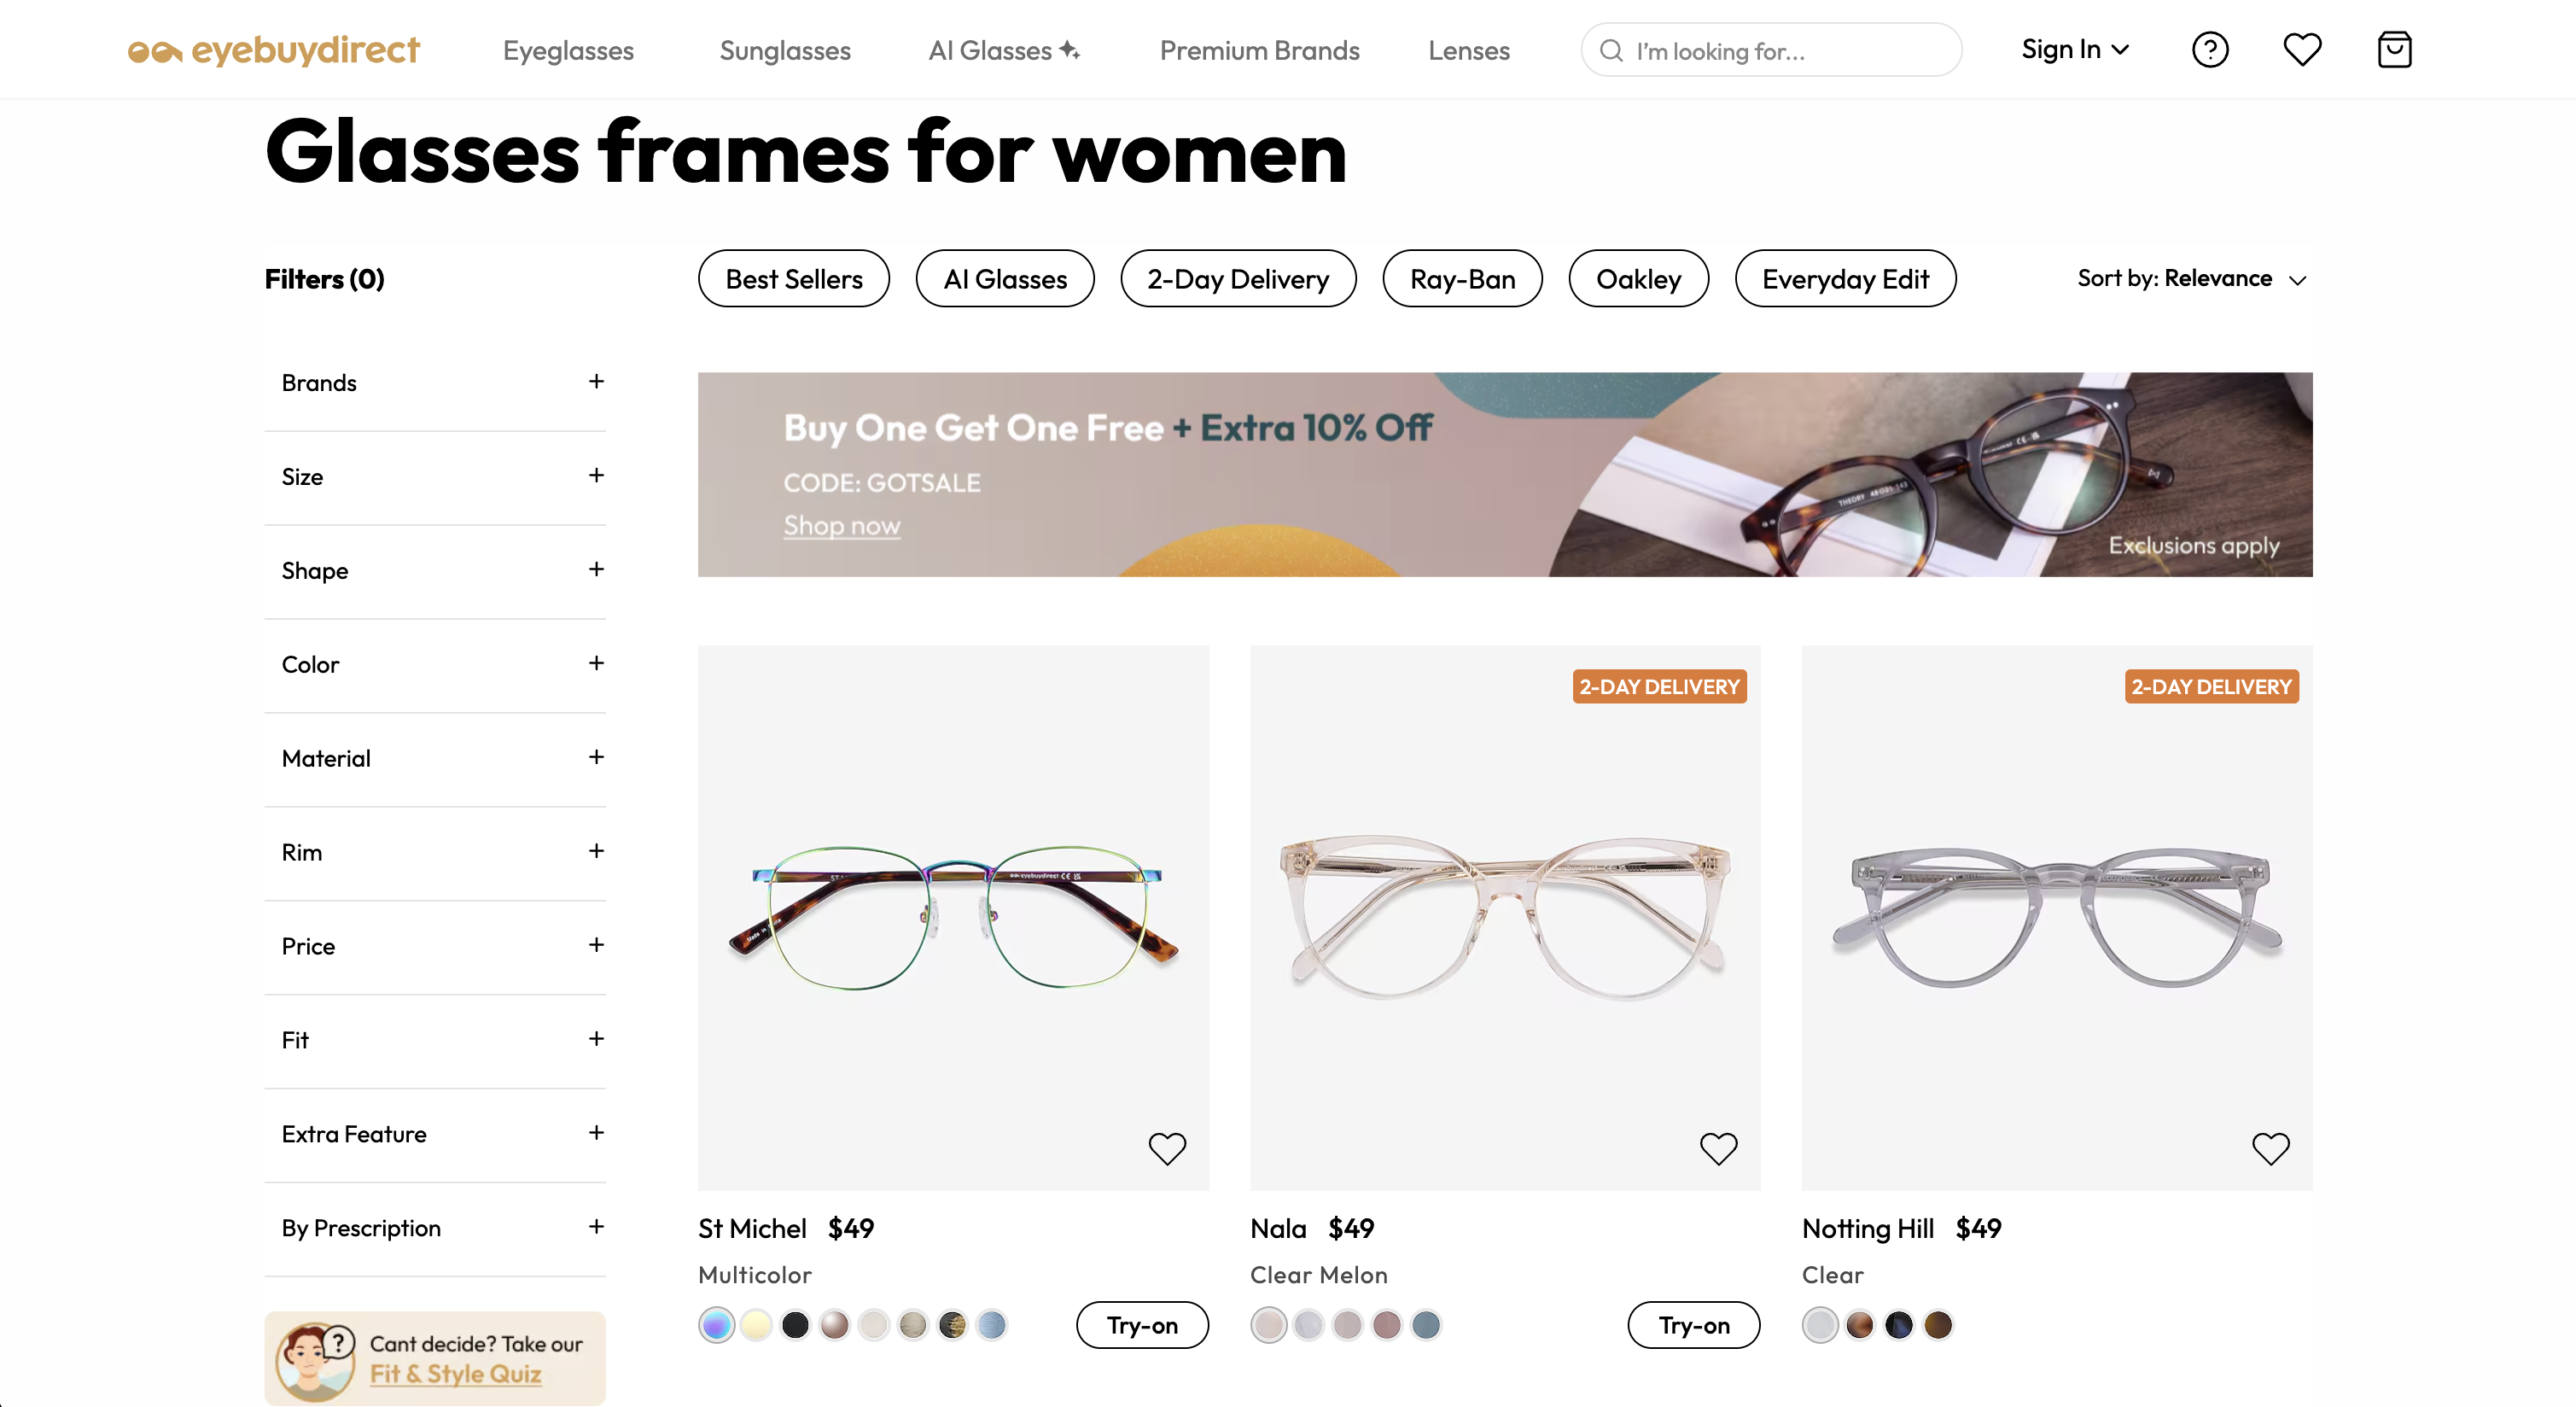 eyebuydirect
Eyeglasses
Sunglasses
AI Glasses
Premium Brands
Lenses
I'm looking for...
Sign In
?
Glasses frames for women
Filters (0)
Best Sellers
AI Glasses
2-Day Delivery
Ray-Ban
Oakley
Everyday Edit
Sort by: Relevance
Brands +
Size +
Shape +
Color +
Material +
Rim +
Price +
Fit +
Extra Feature +
By Prescription +
?
Cant decide? Take our
Fit & Style Quiz
Buy One Get One Free + Extra 10% Off
CODE: GOTSALE
Shop now
THEORY
Exclusions apply
eyebuydirect CE
St Michel $49
Multicolor
Try-on
2-DAY DELIVERY
Nala $49
Clear Melon
Try-on
2-DAY DELIVERY
Notting Hill $49
Clear